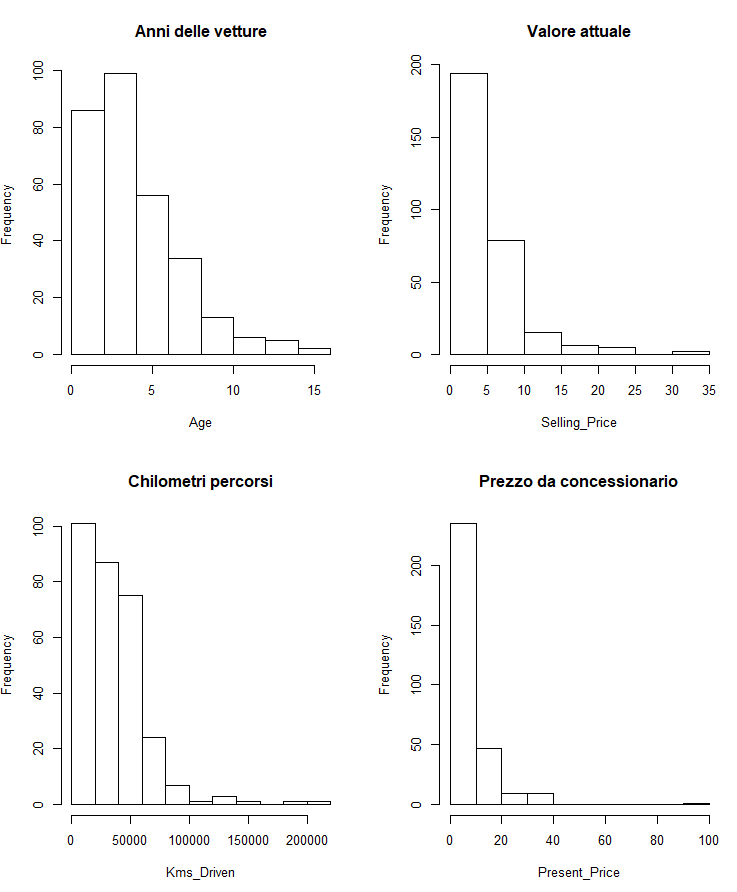 Anni delle vetture
Frequency
0 20 40 60 80 100
0 5 10 15
Age
Valore attuale
Frequency
0 50 100 150 200
0 5 10 15 20 25 30 35
Selling_Price
Chilometri percorsi
Frequency
0 20 40 60 80 100
0 50000 100000 150000 200000
Kms_Driven
Prezzo da concessionario
Frequency
0 50 100 150 200
0 20 40 60 80 100
Present_Price